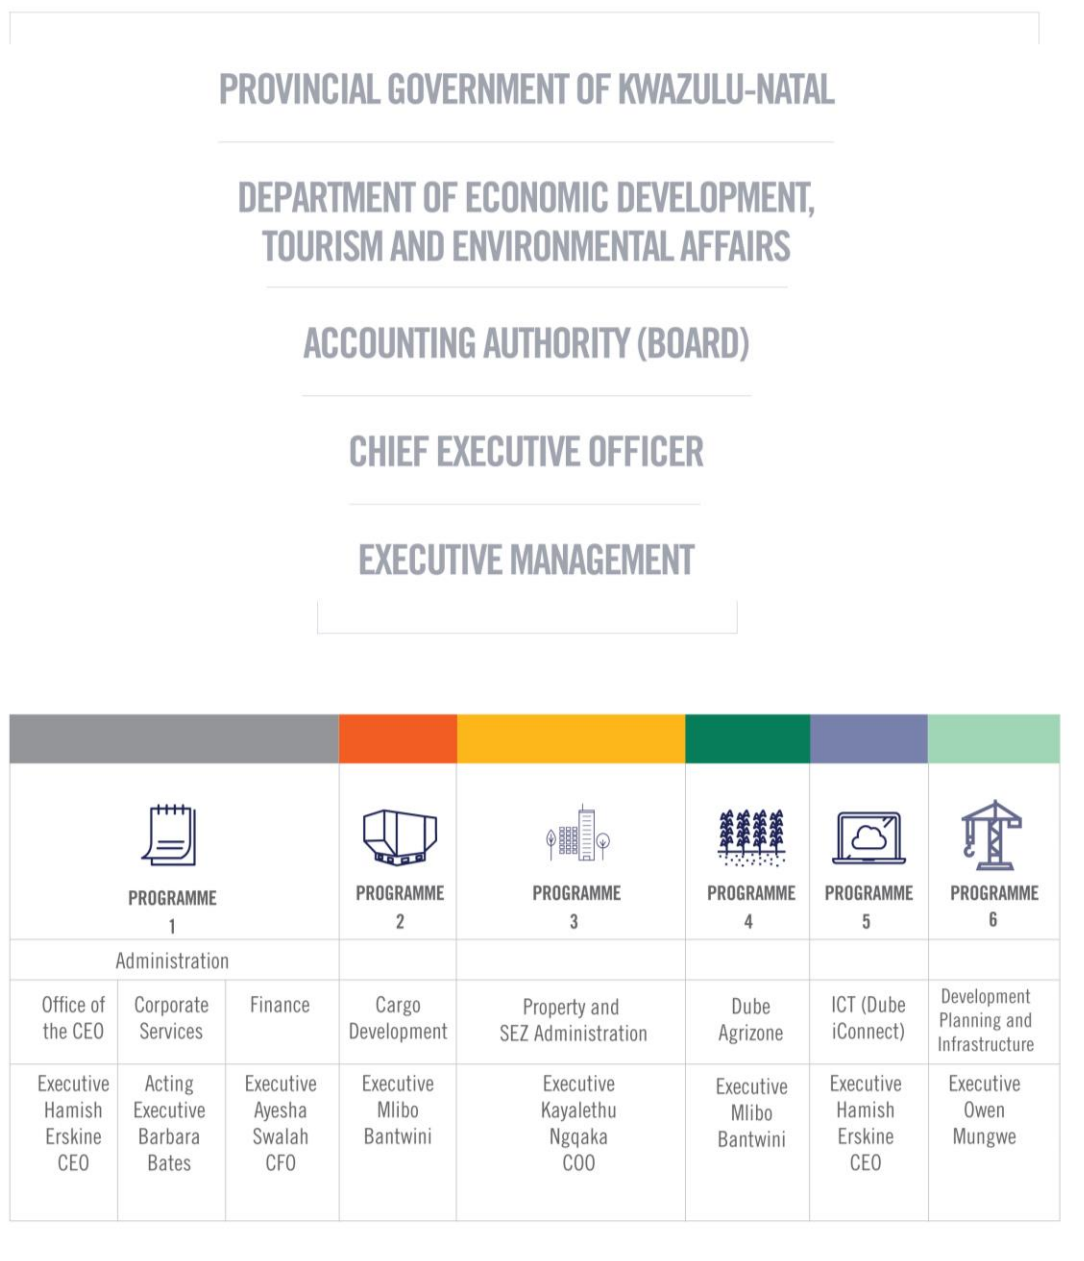 PROVINCIAL GOVERNMENT OF KWAZULU-NATAL
DEPARTMENT OF ECONOMIC DEVELOPMENT,
TOURISM AND ENVIRONMENTAL AFFAIRS
ACCOUNTING AUTHORITY (BOARD)
CHIEF EXECUTIVE OFFICER
EXECUTIVE MANAGEMENT
PROGRAMME
1
PROGRAMME
2
PROGRAMME
3
PROGRAMME
4
PROGRAMME
5
PROGRAMME
6
Administration
Office of
the CEO
Corporate
Services
Finance
Cargo
Development
Property and
SEZ Administration
Dube
Agrizone
ICT (Dube
iConnect)
Development
Planning and
Infrastructure
Executive
Hamish
Erskine
CEO
Acting
Executive
Barbara
Bates
Executive
Ayesha
Swalah
CFO
Executive
Mlibo
Bantwini
Executive
Kayalethu
Ngqaka
COO
Executive
Mlibo
Bantwini
Executive
Hamish
Erskine
CEO
Executive
Owen
Mungwe